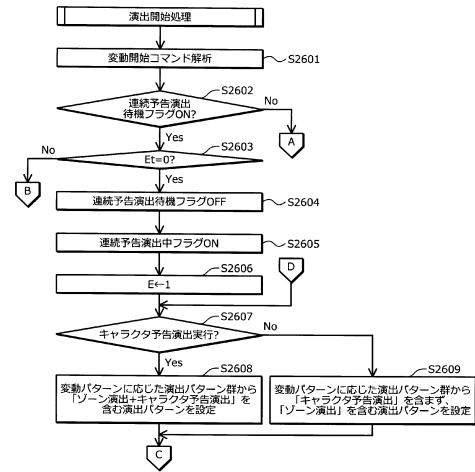 演出開始処理
変動開始コマンド解析
S2601
S2602
連続予告演出
待機フラグON?
No
A
Yes
S2603
No
Et=0?
B
Yes
連続予告演出待機フラグOFF
S2604
連続予告演出中フラグON
S2605
S2606
E←1
D
S2607
キャラクタ予告演出実行?
No
Yes
S2608
変動パターンに応じた演出パターン群から
「ゾーン演出+キャラクタ予告演出」を
含む演出パターンを設定
S2609
変動パターンに応じた演出パターン群から
「キャラクタ予告演出」を含まず、
「ゾーン演出」を含む演出パターンを設定
C